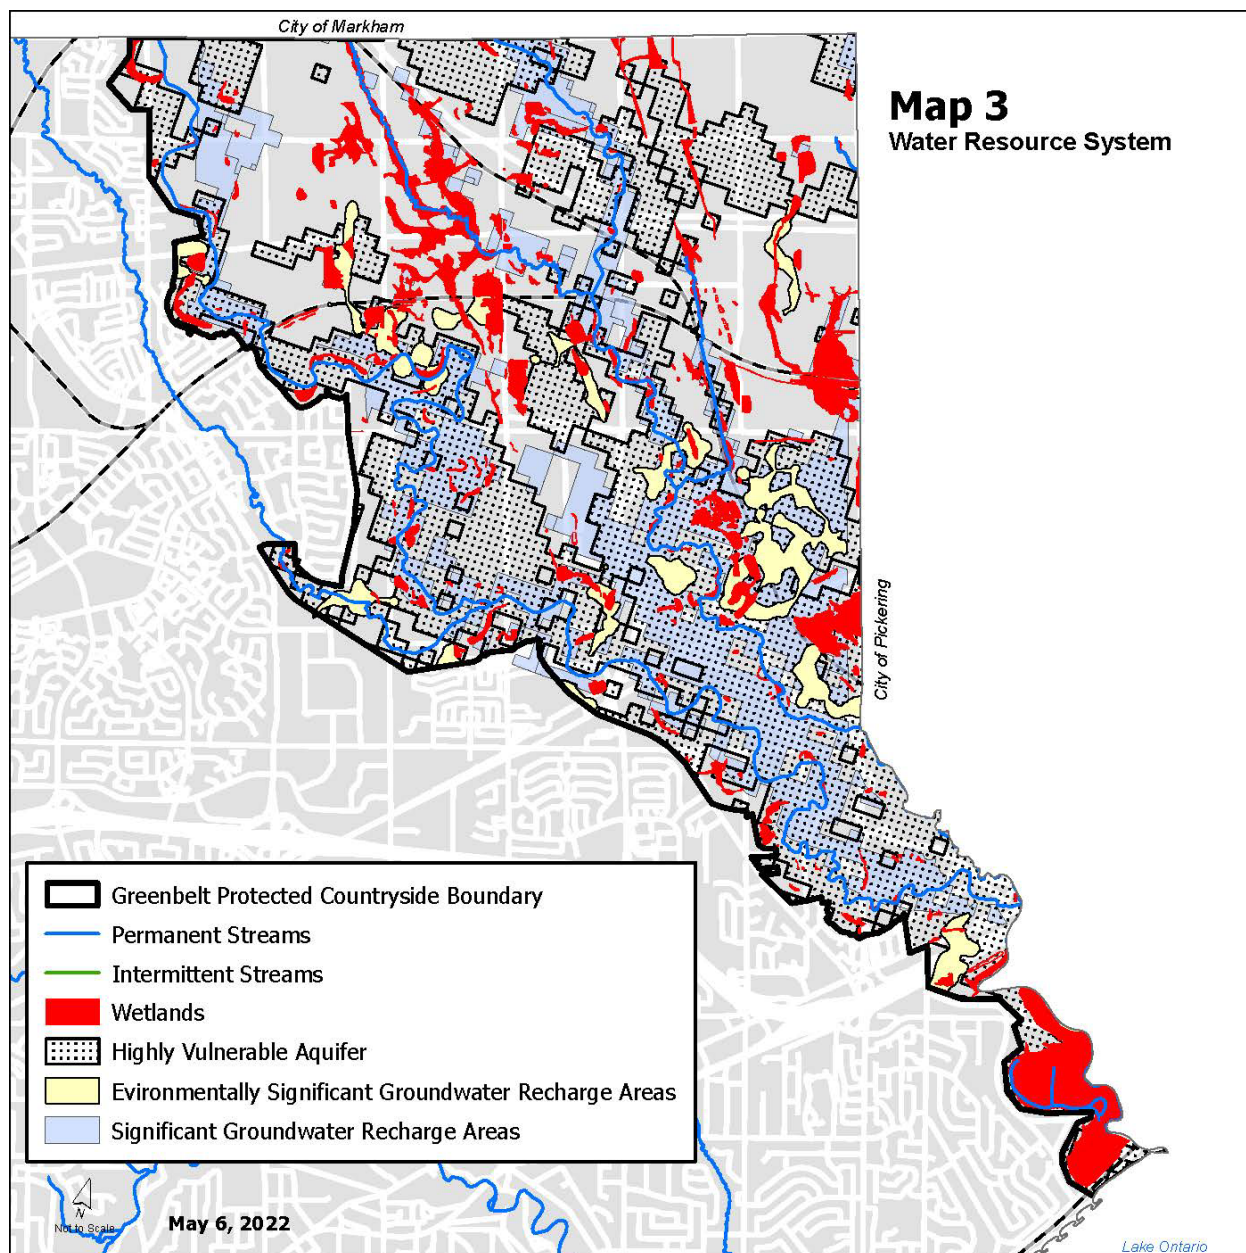 City of Markham
Map 3
Water Resource System
City of Pickering
Greenbelt Protected Countryside Boundary
Permanent Streams
Intermittent Streams
Wetlands
Highly Vulnerable Aquifer
Evironmentally Significant Groundwater Recharge Areas
Significant Groundwater Recharge Areas
N
Not to Scale
May 6, 2022
Lake Ontario